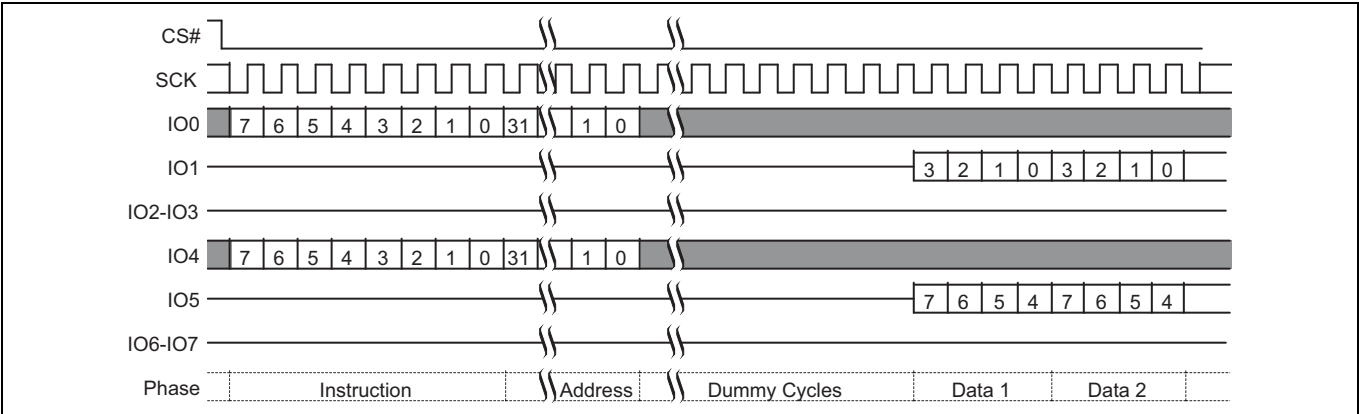 CS#
SCK
IO0 7 6 5 4 3 2 1 0 31 1 0
IO1 3 2 1 0 3 2 1 0
IO2-IO3
IO4 7 6 5 4 3 2 1 0 31 1 0
IO5 7 6 5 4 7 6 5 4
IO6-IO7
Phase Instruction Address Dummy Cycles Data 1 Data 2